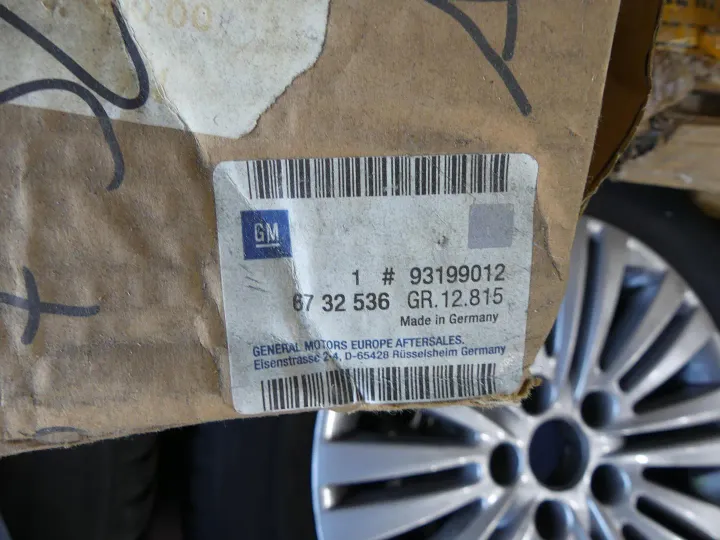 GM
1 # 93199012
67 32 536 GR.12.815
Made in Germany
GENERAL MOTORS EUROPE AFTERSALES.
Eisenstrasse 2-4, D-65428 Rüsselsheim Germany